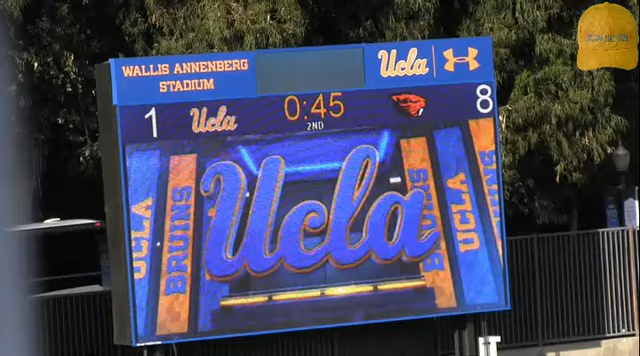 WALLIS ANNENBERG
STADIUM
Ucla
1 Ucla 0:45 8
2ND
Ucla
UCLA BRUINS BRUINS UCLA